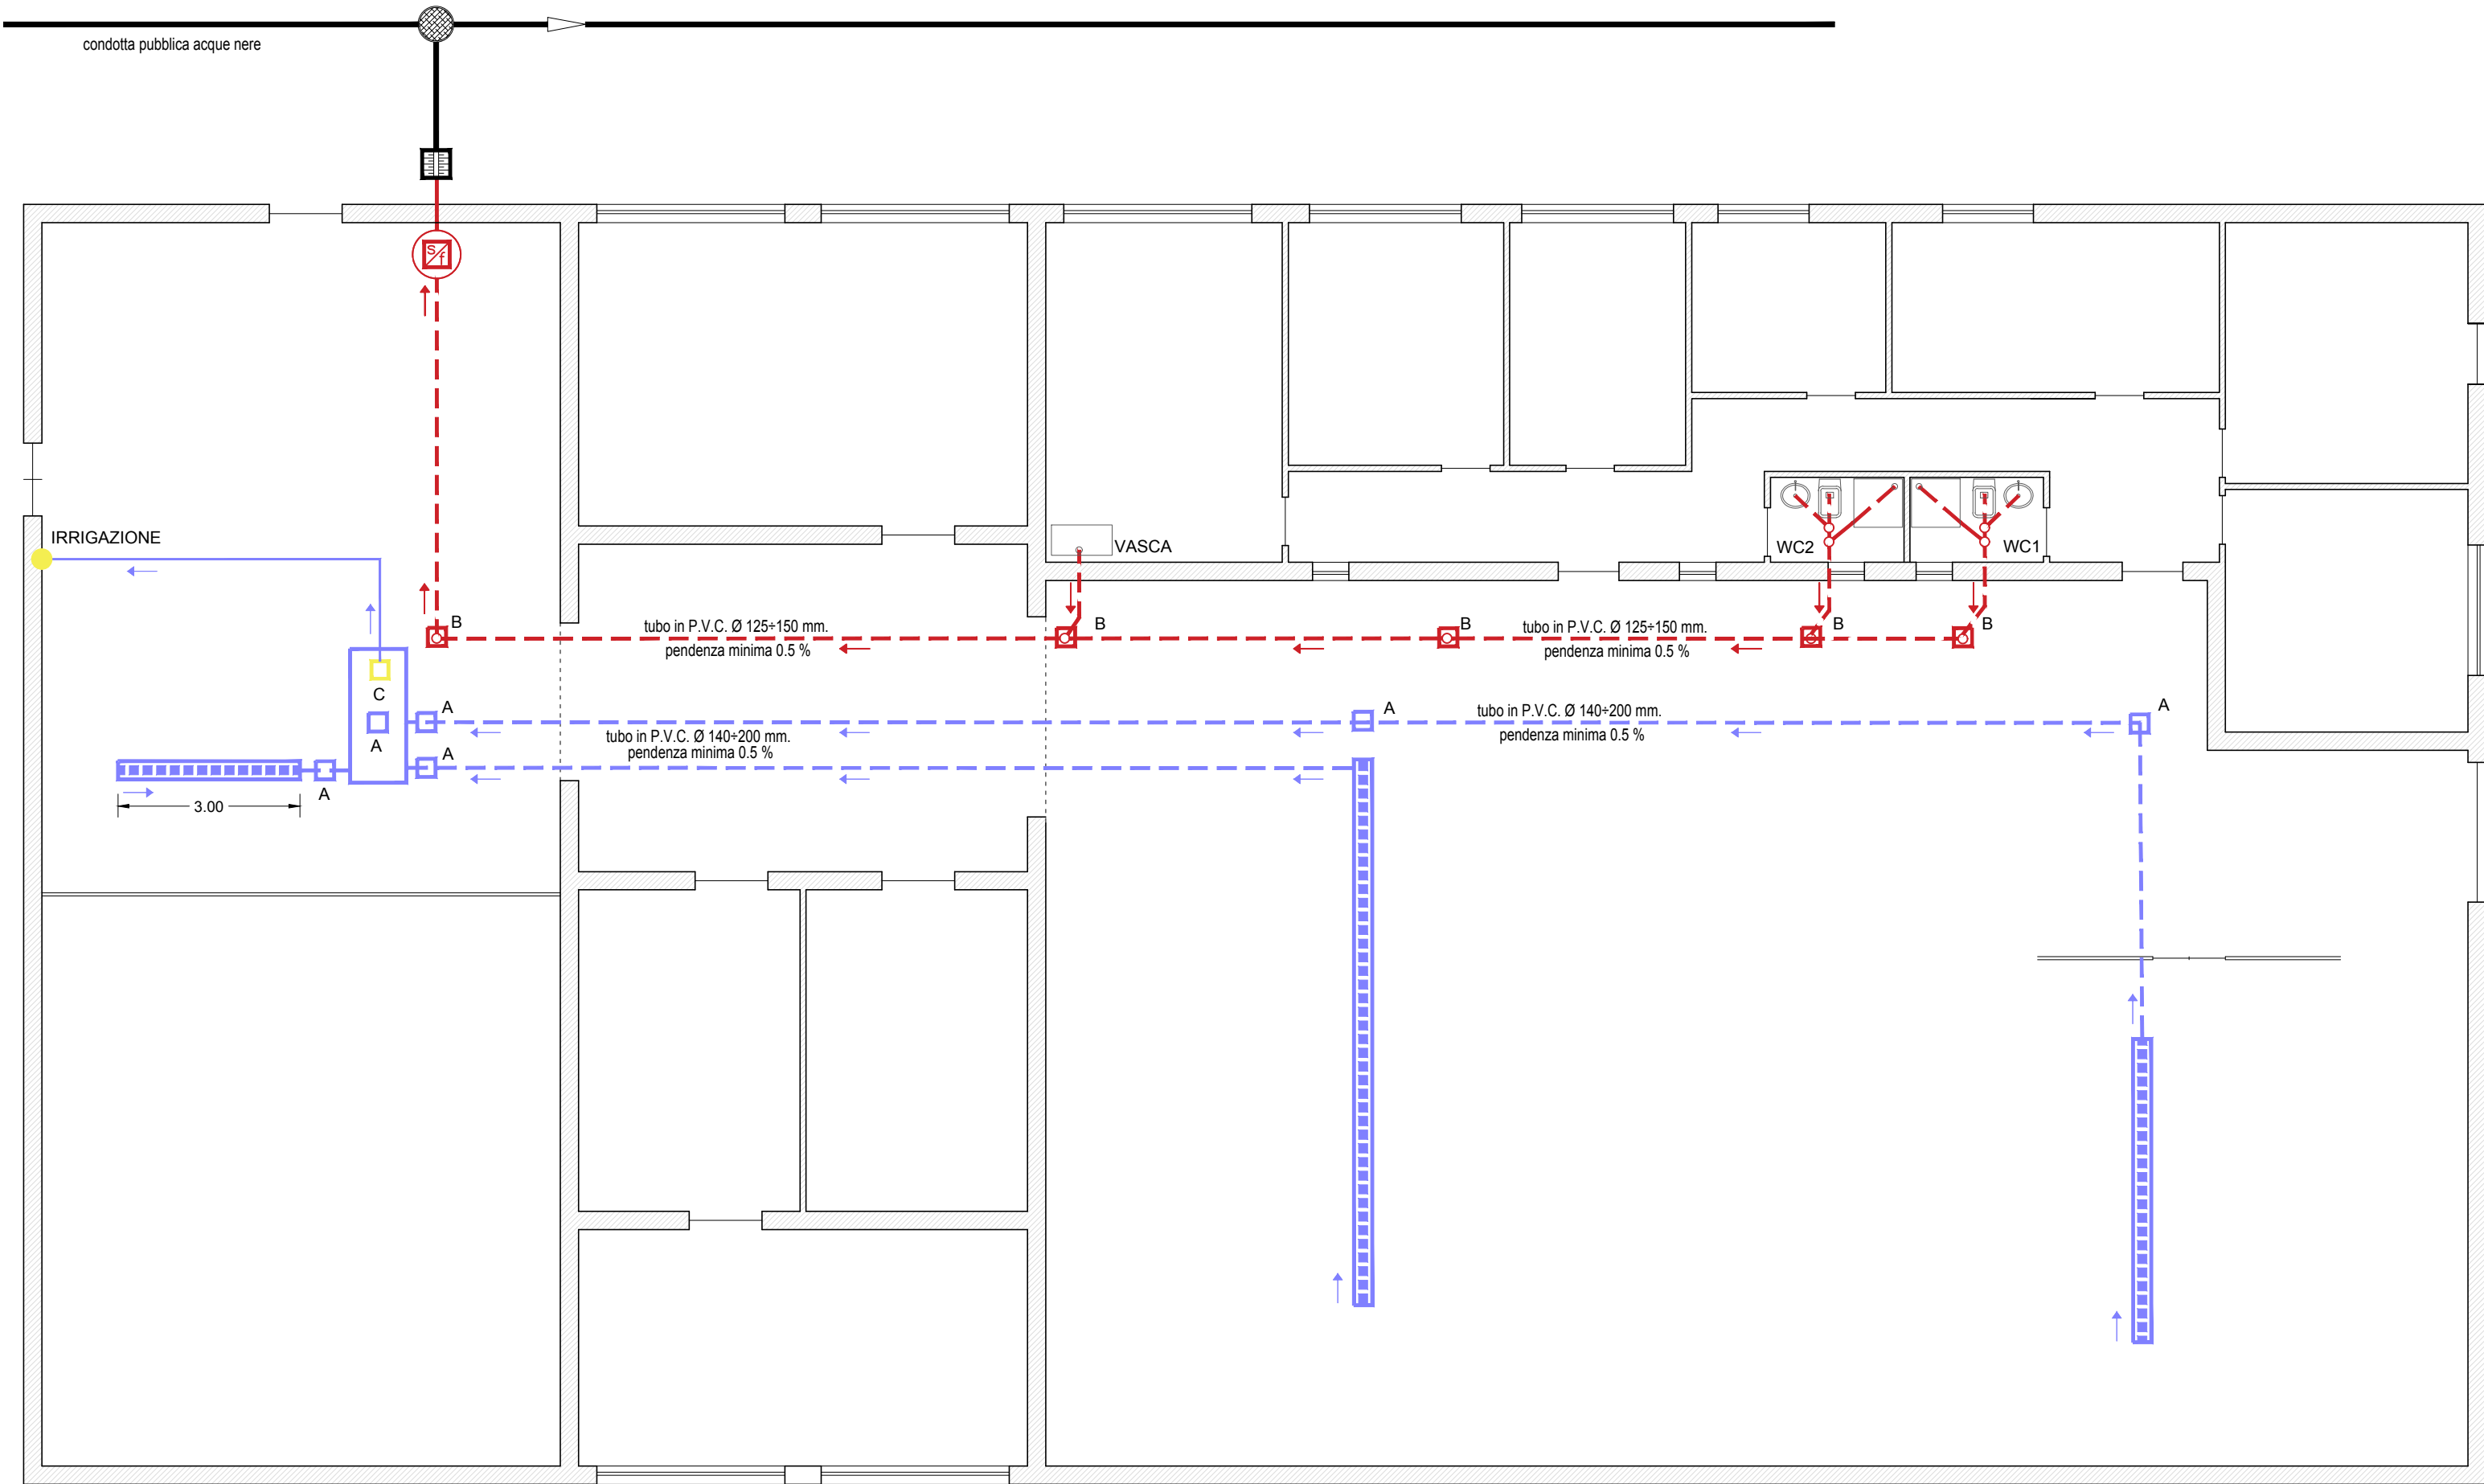 condotta pubblica acque nere
S/f
IRRIGAZIONE
VASCA
WC2
WC1
B
tubo in P.V.C. Ø 125÷150 mm.
pendenza minima 0.5 %
B
B
tubo in P.V.C. Ø 125÷150 mm.
pendenza minima 0.5 %
B
B
C
A
A
tubo in P.V.C. Ø 140÷200 mm.
pendenza minima 0.5 %
A
tubo in P.V.C. Ø 140÷200 mm.
pendenza minima 0.5 %
A
A
A
3.00